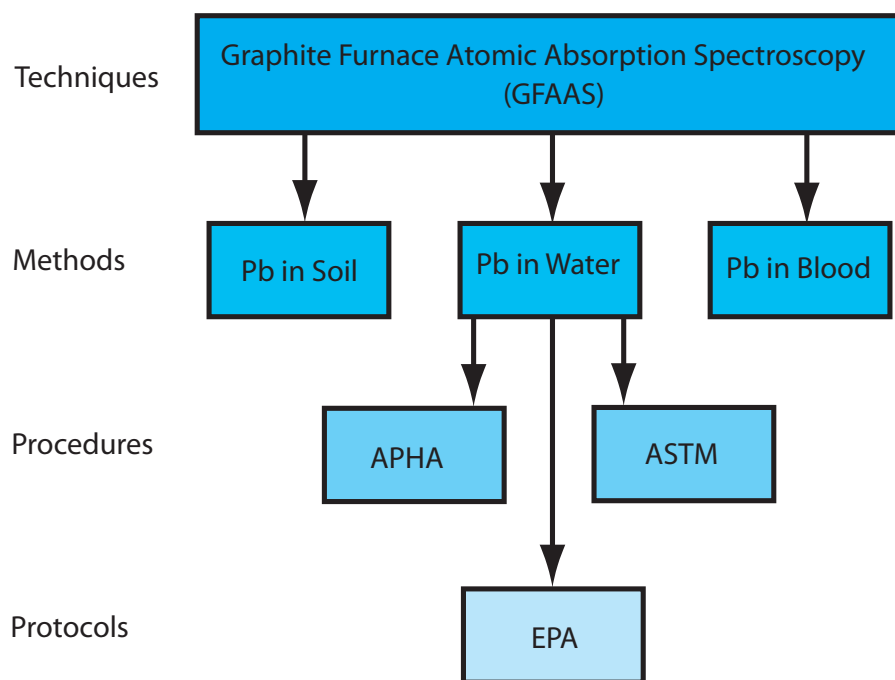 Techniques
Graphite Furnace Atomic Absorption Spectroscopy
(GFAAS)
Methods
Pb in Soil
Pb in Water
Pb in Blood
Procedures
APHA
ASTM
Protocols
EPA